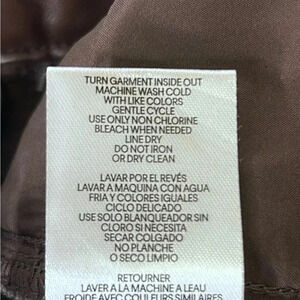 TURN GARMENT INSIDE OUT
MACHINE WASH COLD
WITH LIKE COLORS
GENTLE CYCLE
USE ONLY NON CHLORINE
BLEACH WHEN NEEDED
LINE DRY
DO NOT IRON
OR DRY CLEAN
LAVAR POR EL REVÉS
LAVAR A MAQUINA CON AGUA
FRIA Y COLORES IGUALES
CICLO DELICADO
USE SOLO BLANQUEADOR SIN
CLORO SI NECESITA
SECAR COLGADO
NO PLANCHE
O SECO LIMPIO
RETOURNER
LAVER A LA MACHINE A LEAU
FROIDE AVEC COULEURS SIMILAIRES